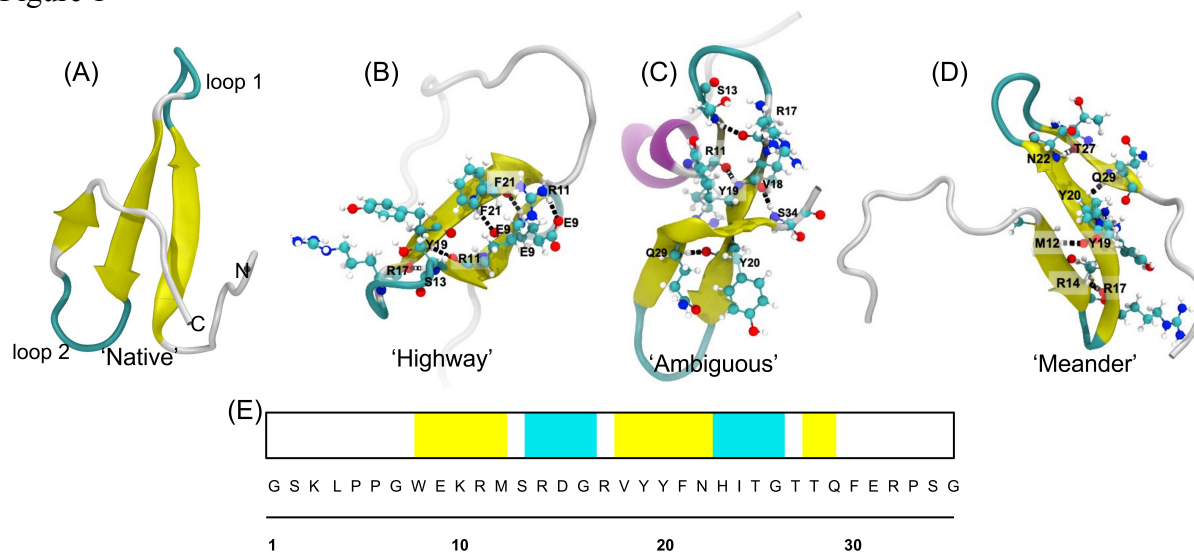 (A)
loop 1
N
C
loop 2
'Native'
(B)
F21
R11
F21
E9
E9
E9
Y19
R11
R17
S13
'Highway'
(C)
S13
R17
R11
V18
Y19
S34
Q29
Y20
'Ambiguous'
(D)
T27
N22
Q29
Y20
M12
Y19
R14
R17
'Meander'
(E)
G S K L P P G W E K R M S R D G R V Y Y F N H I T G T T Q F E R P S G
1 10 20 30